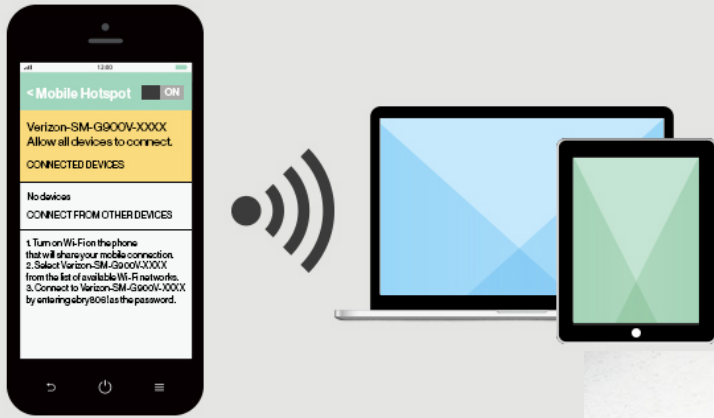 12:00
< Mobile Hotspot ON
Verizon-SM-G900V-XXXX
Allow all devices to connect.
CONNECTED DEVICES
No devices
CONNECT FROM OTHER DEVICES
1. Turn on Wi-Fi on the phone
that will share your mobile connection.
2. Select Verizon-SM-G900V-XXXX
from the list of available Wi-Fi networks.
3. Connect to Verizon-SM-G900V-XXXX
by entering ebry8061 as the password.